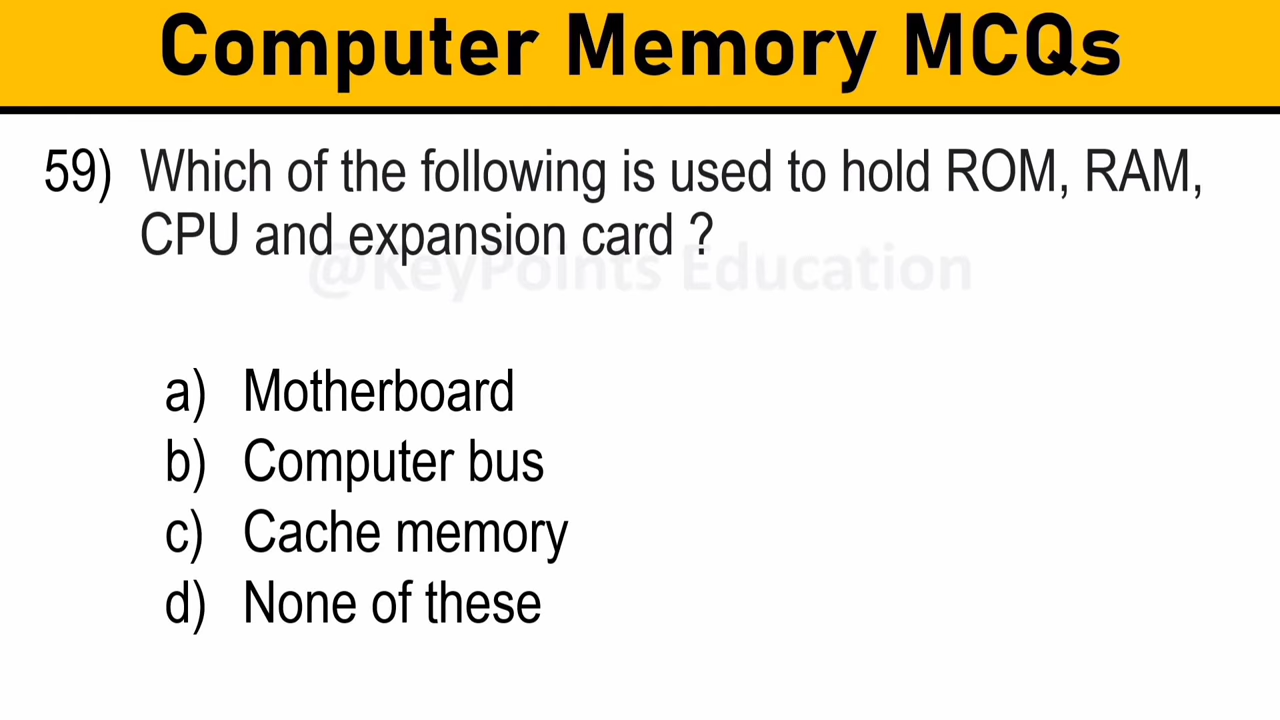 Computer Memory MCQs
59) Which of the following is used to hold ROM, RAM,
CPU and expansion card ?
@KeyPoints Education
a) Motherboard
b) Computer bus
c) Cache memory
d) None of these